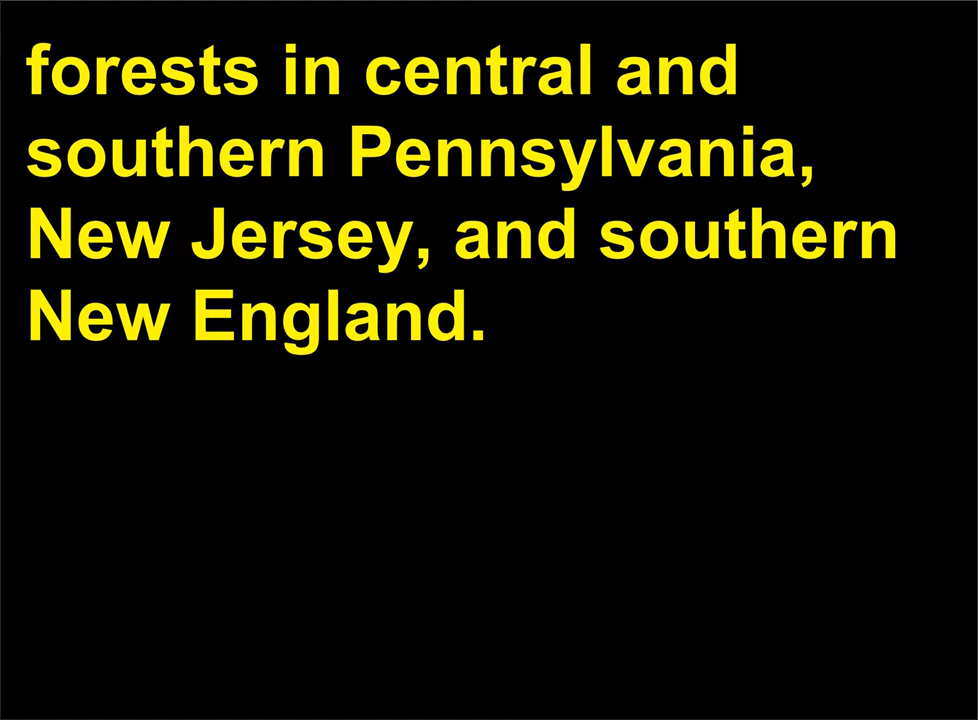 forests in central and
southern Pennsylvania,
New Jersey, and southern
New England.